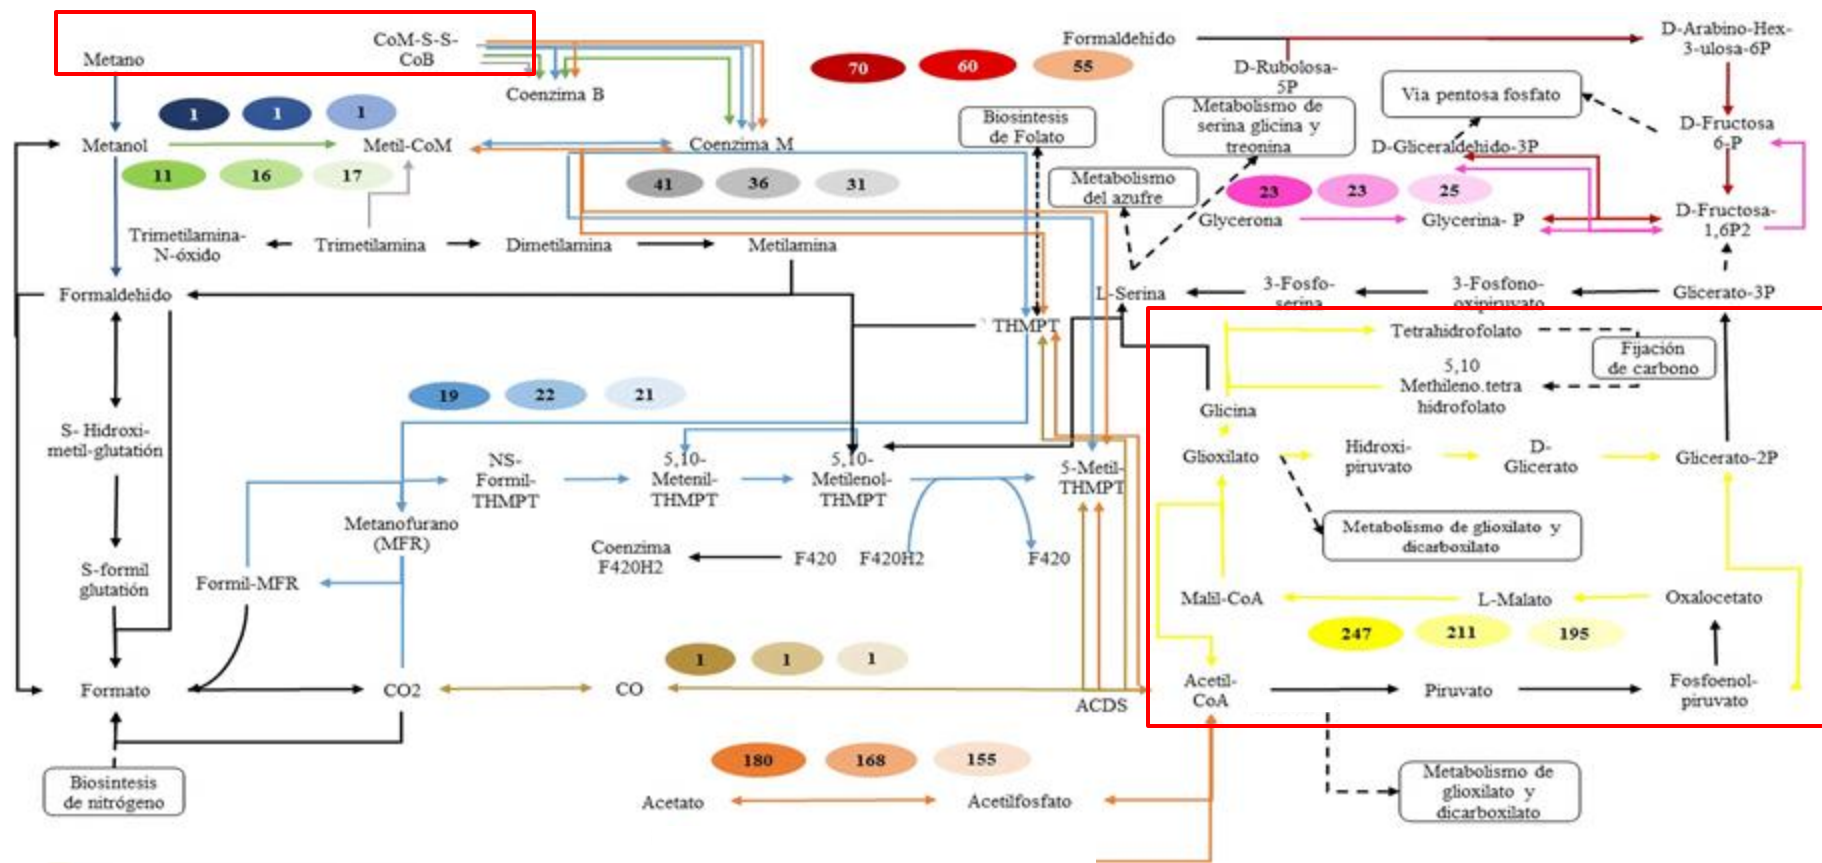 Metano
CoM-S-S-
CoB
Coenzima B
70
60
55
Formaldehido
D-Arabino-Hex-
3-ulosa-6P
D-Rubolosa-
5P
Via pentosa fosfato
Metanol
1
1
1
Metil-CoM
Coenzima M
Biosintesis
de Folato
Metabolismo de
serina glicina y
treonina
D-Gliceraldehido-3P
D-Fructosa
6-P
11
16
17
41
36
31
Metabolismo
del azufre
23
23
25
Glycerona
Glycerina- P
D-Fructosa-
1,6P2
Trimetilamina-
N-óxido
Trimetilamina
Dimetilamina
Metilamina
Formaldehido
L-Serina
3-Fosfo-
serina
3-Fosfono-
oxipiruvato
Glicerato-3P
THMPT
Tetrahidrofolato
Fijación
de carbono
5,10
Methileno.tetra
hidrofolato
19
22
21
Glicina
S- Hidroxi-
metil-glutatión
NS-
Formil-
THMPT
5,10-
Metenil-
THMPT
5,10-
Metilenol-
THMPT
5-Metil-
THMPT
Glioxilato
Hidroxi-
piruvato
D-
Glicerato
Glicerato-2P
Metanofurano
(MFR)
Metabolismo de glioxilato y
dicarboxilato
Coenzima
F420H2
F420
F420H2
F420
S-formil
glutatión
Formil-MFR
Malil-CoA
L-Malato
Oxalocetato
247
211
195
1
1
1
Formato
CO2
CO
ACDS
Acetil-
CoA
Piruvato
Fosfoenol-
piruvato
180
168
155
Biosintesis
de nitrógeno
Acetato
Acetilfosfato
Metabolismo de
glioxilato y
dicarboxilato